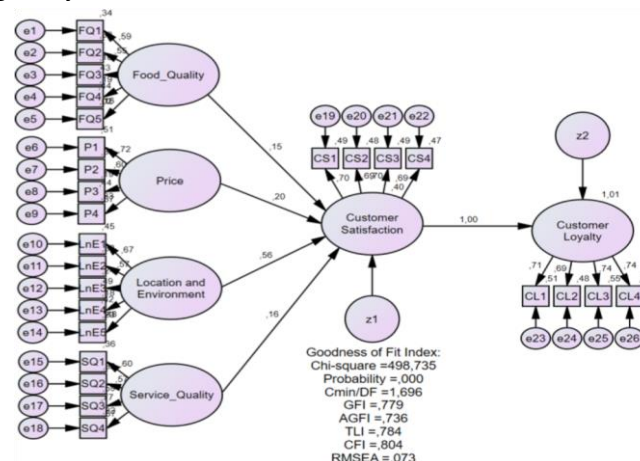 ,34
e1 FQ1 ,59
e2 FQ2
e3 FQ3
e4 FQ4
e5 FQ5
Food_Quality
,51
e6 P1 ,72
e7 P2 ,60
e8 P3
e9 P4
Price
,45
e10 LnE1 ,67
e11 LnE2
e12 LnE3
e13 LnE4
e14 LnE5
Location and
Environment
,36
e15 SQ1 ,60
e16 SQ2
e17 SQ3
e18 SQ4
Service_Quality
,15
,20
,56
,16
e19 e20 e21 e22
,49 ,48 ,49 ,47
CS1 CS2 CS3 CS4
,70 ,69 ,70 ,69
,40
Customer
Satisfaction
z1
1,00
z2
1,01
Customer
Loyalty
,71 ,69 ,74 ,74
,51 ,48 ,55
CL1 CL2 CL3 CL4
e23 e24 e25 e26
Goodness of Fit Index:
Chi-square =498,735
Probability =,000
Cmin/DF =1,696
GFI =,779
AGFI =,736
TLI =,784
CFI =,804
RMSEA =,073